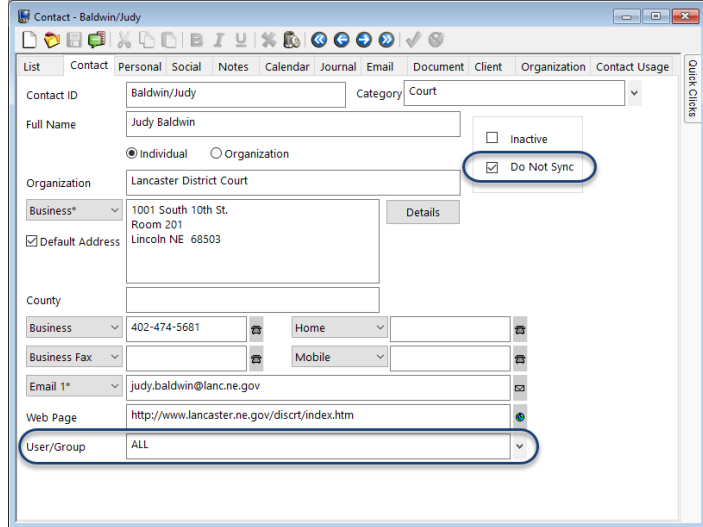 Contact - Baldwin/Judy
B I U
List Contact Personal Social Notes Calendar Journal Email Document Client Organization Contact Usage
Quick Clicks
Contact ID Baldwin/Judy Category Court
Full Name Judy Baldwin
Inactive
Individual Organization
Do Not Sync
Organization Lancaster District Court
Business* 1001 South 10th St. Details
Room 201
Default Address Lincoln NE 68503
County
Business 402-474-5681 Home
Business Fax Mobile
Email 1* judy.baldwin@lanc.ne.gov
Web Page http://www.lancaster.ne.gov/discrt/index.htm
User/Group ALL